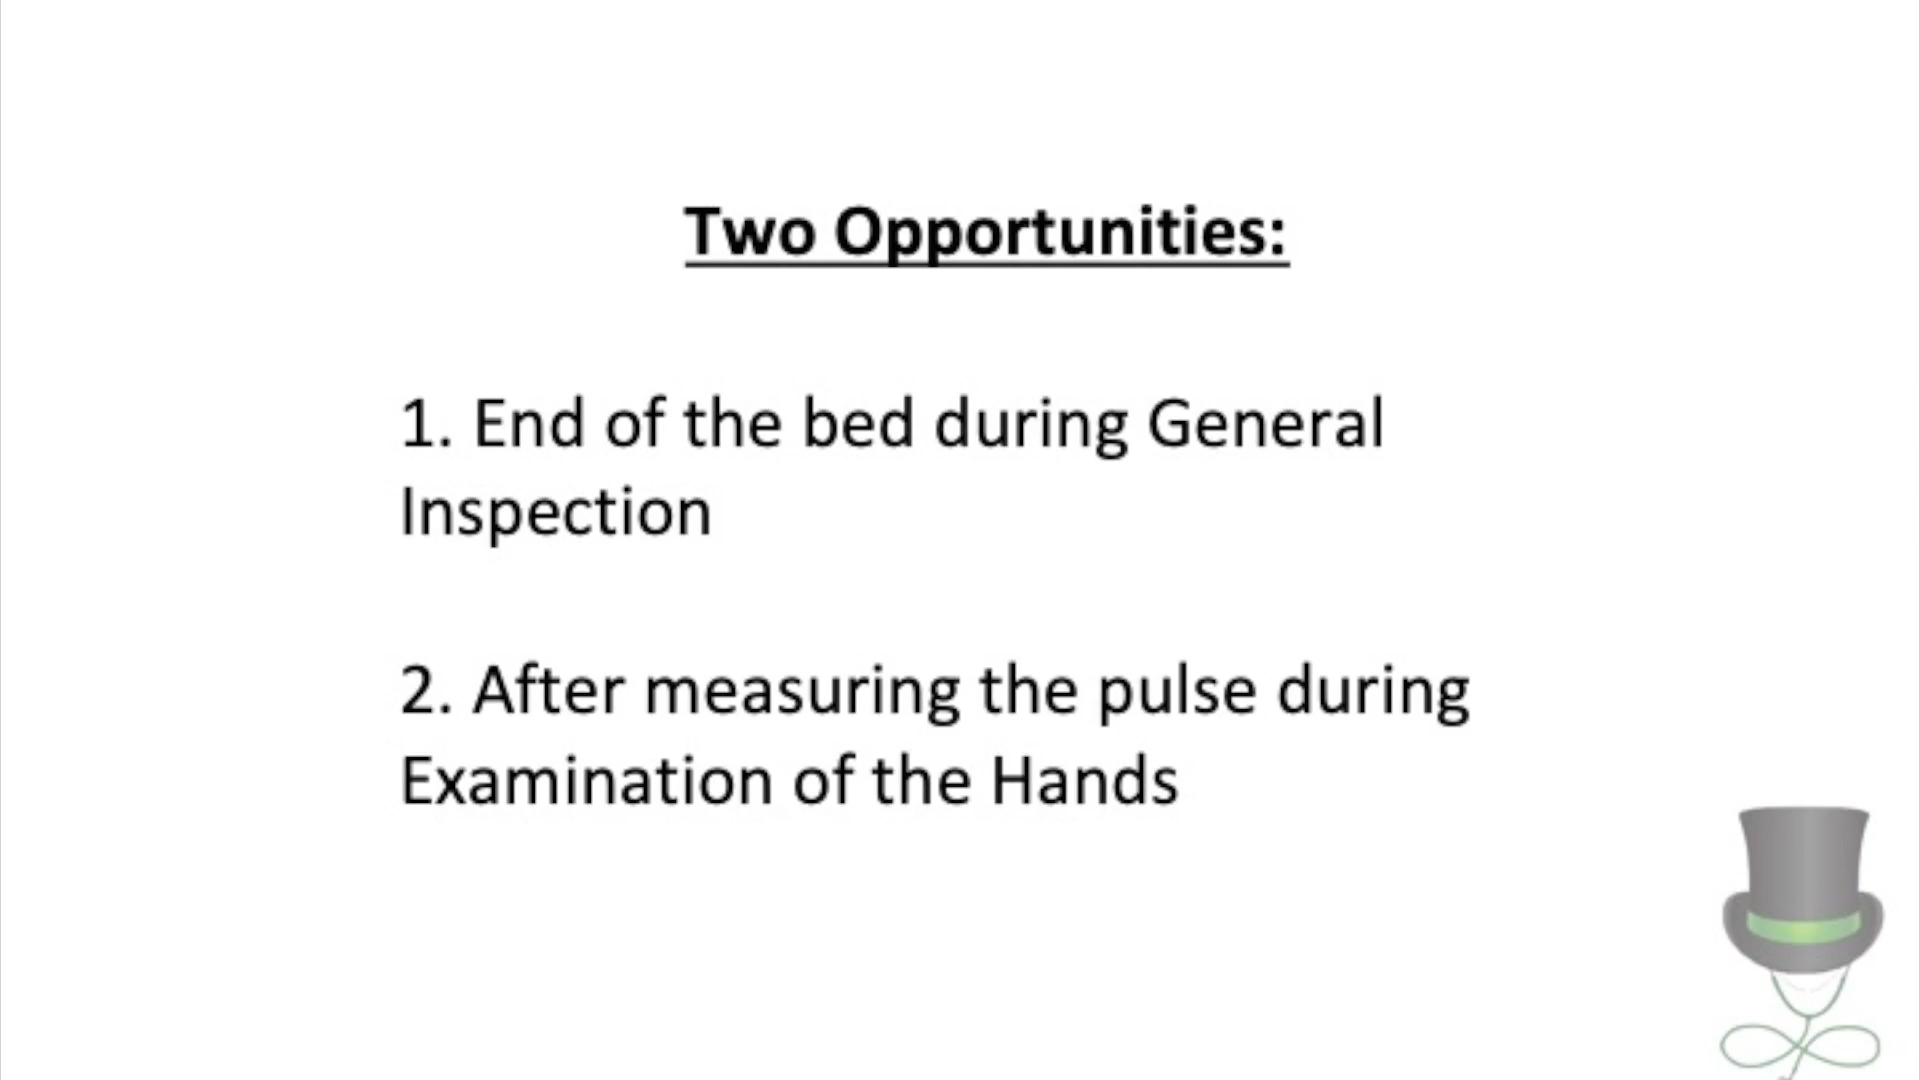 Two Opportunities:
1. End of the bed during General
Inspection
2. After measuring the pulse during
Examination of the Hands